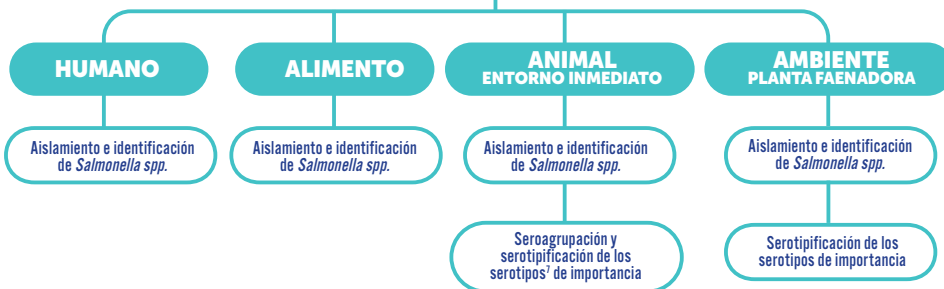 HUMANO
ALIMENTO
ANIMAL
ENTORNO INMEDIATO
AMBIENTE
PLANTA FAENADORA
Aislamiento e identificación
de Salmonella spp.
Aislamiento e identificación
de Salmonella spp.
Aislamiento e identificación
de Salmonella spp.
Aislamiento e identificación
de Salmonella spp.
Seroagrupación y
serotipificación de los
serotipos⁷ de importancia
Serotipificación de los
serotipos de importancia